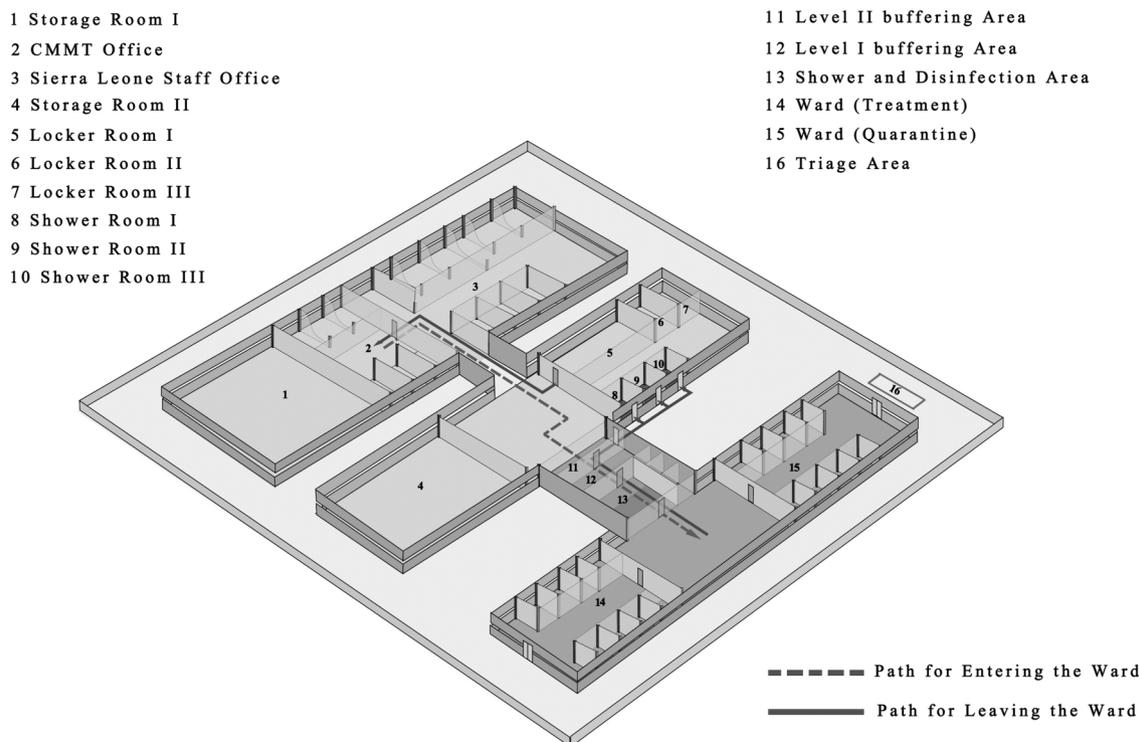 1 Storage Room I
2 CMMT Office
3 Sierra Leone Staff Office
4 Storage Room II
5 Locker Room I
6 Locker Room II
7 Locker Room III
8 Shower Room I
9 Shower Room II
10 Shower Room III
11 Level II buffering Area
12 Level I buffering Area
13 Shower and Disinfection Area
14 Ward (Treatment)
15 Ward (Quarantine)
16 Triage Area
3
7
6
5
2
10
9
8
1
16
11
12
15
4
13
14
Path for Entering the Ward
Path for Leaving the Ward